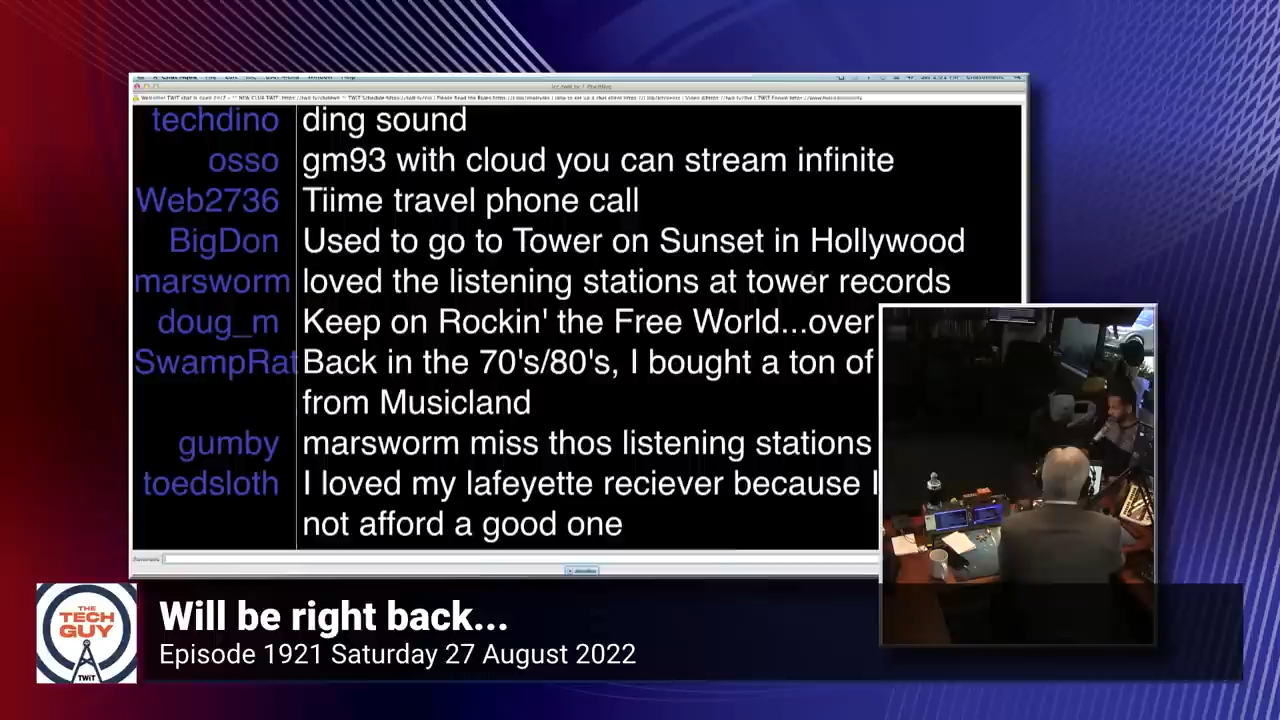 techdino ding sound
osso gm93 with cloud you can stream infinite
Web2736 Tiime travel phone call
BigDon Used to go to Tower on Sunset in Hollywood
marsworm loved the listening stations at tower records
doug_m Keep on Rockin' the Free World...over
SwampRat Back in the 70's/80's, I bought a ton of
from Musicland
gumby marsworm miss thos listening stations
toedsloth I loved my lafeyette reciever because I
not afford a good one
THE
TECH
GUY
TWiT
Will be right back...
Episode 1921 Saturday 27 August 2022